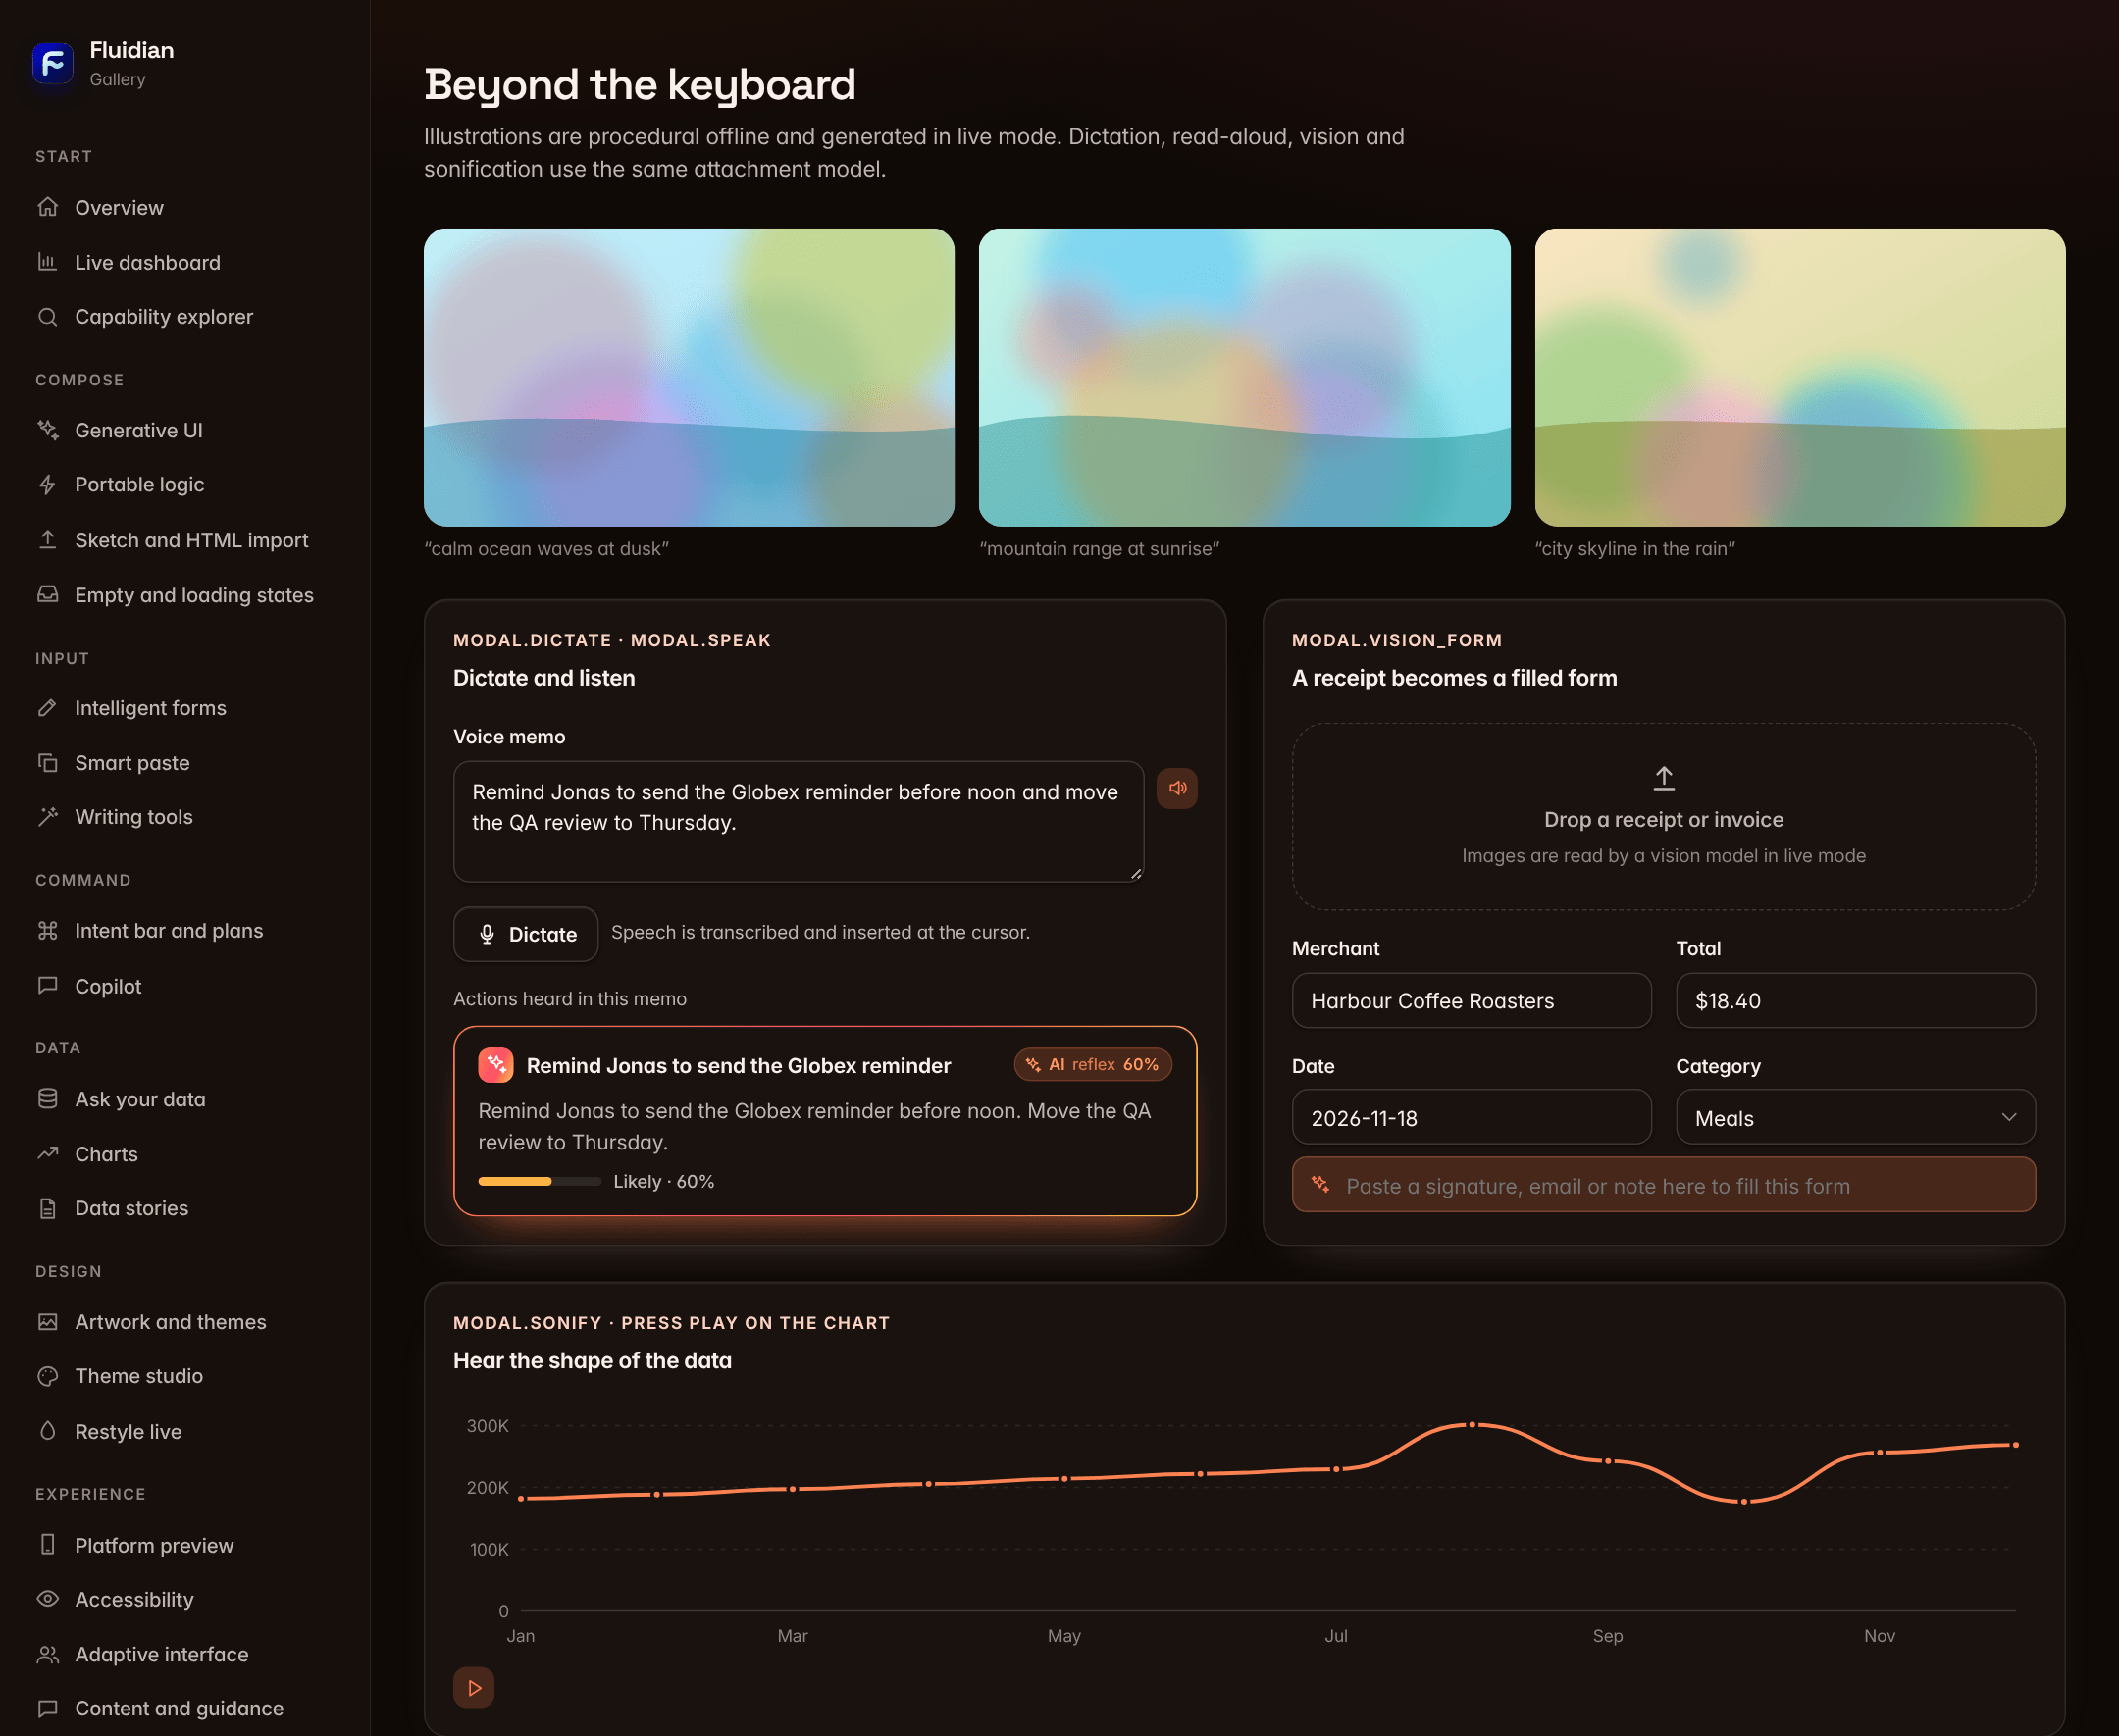 Fluidian
Gallery
START
Overview
Live dashboard
Capability explorer
COMPOSE
Generative UI
Portable logic
Sketch and HTML import
Empty and loading states
INPUT
Intelligent forms
Smart paste
Writing tools
COMMAND
Intent bar and plans
Copilot
DATA
Ask your data
Charts
Data stories
DESIGN
Artwork and themes
Theme studio
Restyle live
EXPERIENCE
Platform preview
Accessibility
Adaptive interface
Content and guidance
Beyond the keyboard
Illustrations are procedural offline and generated in live mode. Dictation, read-aloud, vision and
sonification use the same attachment model.
“calm ocean waves at dusk”
“mountain range at sunrise”
“city skyline in the rain”
MODAL.DICTATE · MODAL.SPEAK
Dictate and listen
Voice memo
Remind Jonas to send the Globex reminder before noon and move
the QA review to Thursday.
Dictate
Speech is transcribed and inserted at the cursor.
Actions heard in this memo
Remind Jonas to send the Globex reminder
AI reflex 60%
Remind Jonas to send the Globex reminder before noon. Move the QA
review to Thursday.
Likely · 60%
MODAL.VISION_FORM
A receipt becomes a filled form
Drop a receipt or invoice
Images are read by a vision model in live mode
Merchant
Harbour Coffee Roasters
Total
$18.40
Date
2026-11-18
Category
Meals
Paste a signature, email or note here to fill this form
MODAL.SONIFY · PRESS PLAY ON THE CHART
Hear the shape of the data
300K
200K
100K
0
Jan Mar May Jul Sep Nov